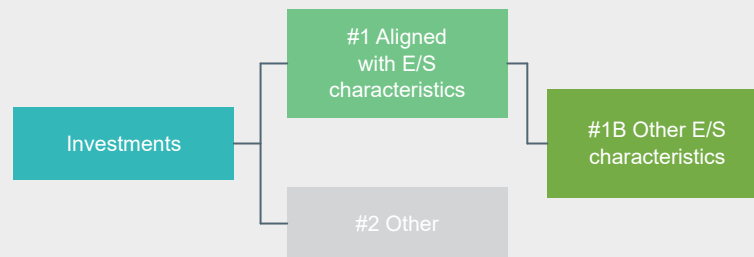 #1 Aligned
with E/S
characteristics
Investments
#1B Other E/S
characteristics
#2 Other